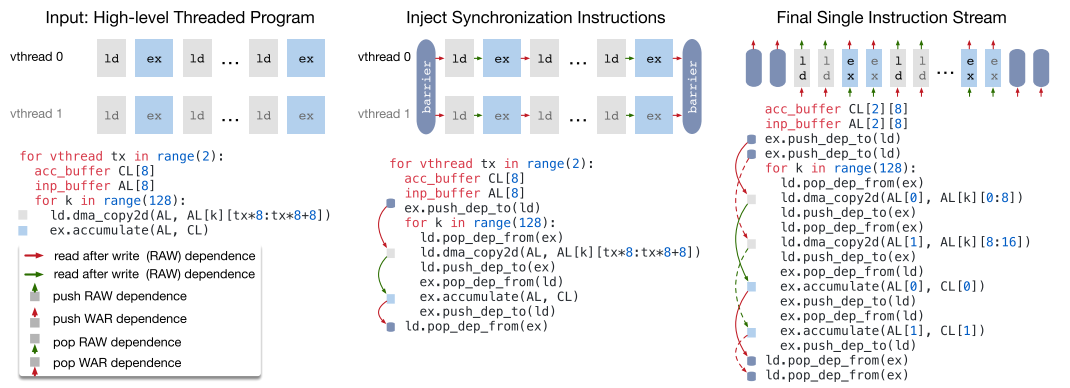 Input: High-level Threaded Program
vthread 0
ld ex ld ... ld ex
vthread 1
ld ex ld ... ld ex
for vthread tx in range(2):
acc_buffer CL[8]
inp_buffer AL[8]
for k in range(128):
ld.dma_copy2d(AL, AL[k][tx*8:tx*8+8])
ex.accumulate(AL, CL)
read after write (RAW) dependence
read after write (RAW) dependence
push RAW dependence
push WAR dependence
pop RAW dependence
pop WAR dependence
Inject Synchronization Instructions
vthread 0
barrier
ld ex ld ... ld ex
barrier
vthread 1
ld ex ld ... ld ex
for vthread tx in range(2):
acc_buffer CL[8]
inp_buffer AL[8]
ex.push_dep_to(ld)
for k in range(128):
ld.pop_dep_from(ex)
ld.dma_copy2d(AL, AL[k][tx*8:tx*8+8])
ld.push_dep_to(ex)
ex.pop_dep_from(ld)
ex.accumulate(AL, CL)
ex.push_dep_to(ld)
ld.pop_dep_from(ex)
Final Single Instruction Stream
ld ld ex ex ld ld ... ex ex
acc_buffer CL[2][8]
inp_buffer AL[2][8]
ex.push_dep_to(ld)
ex.push_dep_to(ld)
for k in range(128):
ld.pop_dep_from(ex)
ld.dma_copy2d(AL[0], AL[k][0:8])
ld.push_dep_to(ex)
ld.pop_dep_from(ex)
ld.dma_copy2d(AL[1], AL[k][8:16])
ld.push_dep_to(ex)
ex.pop_dep_from(ld)
ex.accumulate(AL[0], CL[0])
ex.push_dep_to(ld)
ex.pop_dep_from(ld)
ex.accumulate(AL[1], CL[1])
ex.push_dep_to(ld)
ld.pop_dep_from(ex)
ld.pop_dep_from(ex)